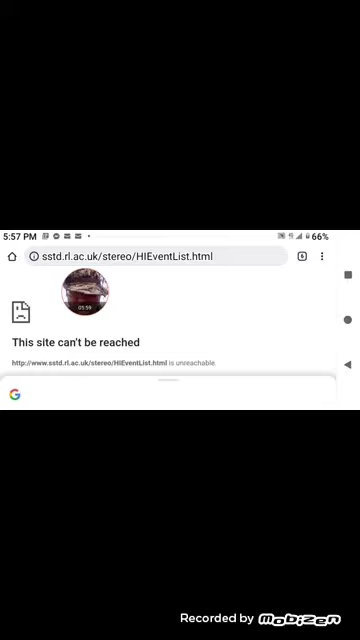 5:57 PM
66%
sstd.rl.ac.uk/stereo/HIEventList.html
6
05:59
This site can't be reached
http://www.sstd.rl.ac.uk/stereo/HIEventList.html is unreachable.
G
Recorded by Mobizen